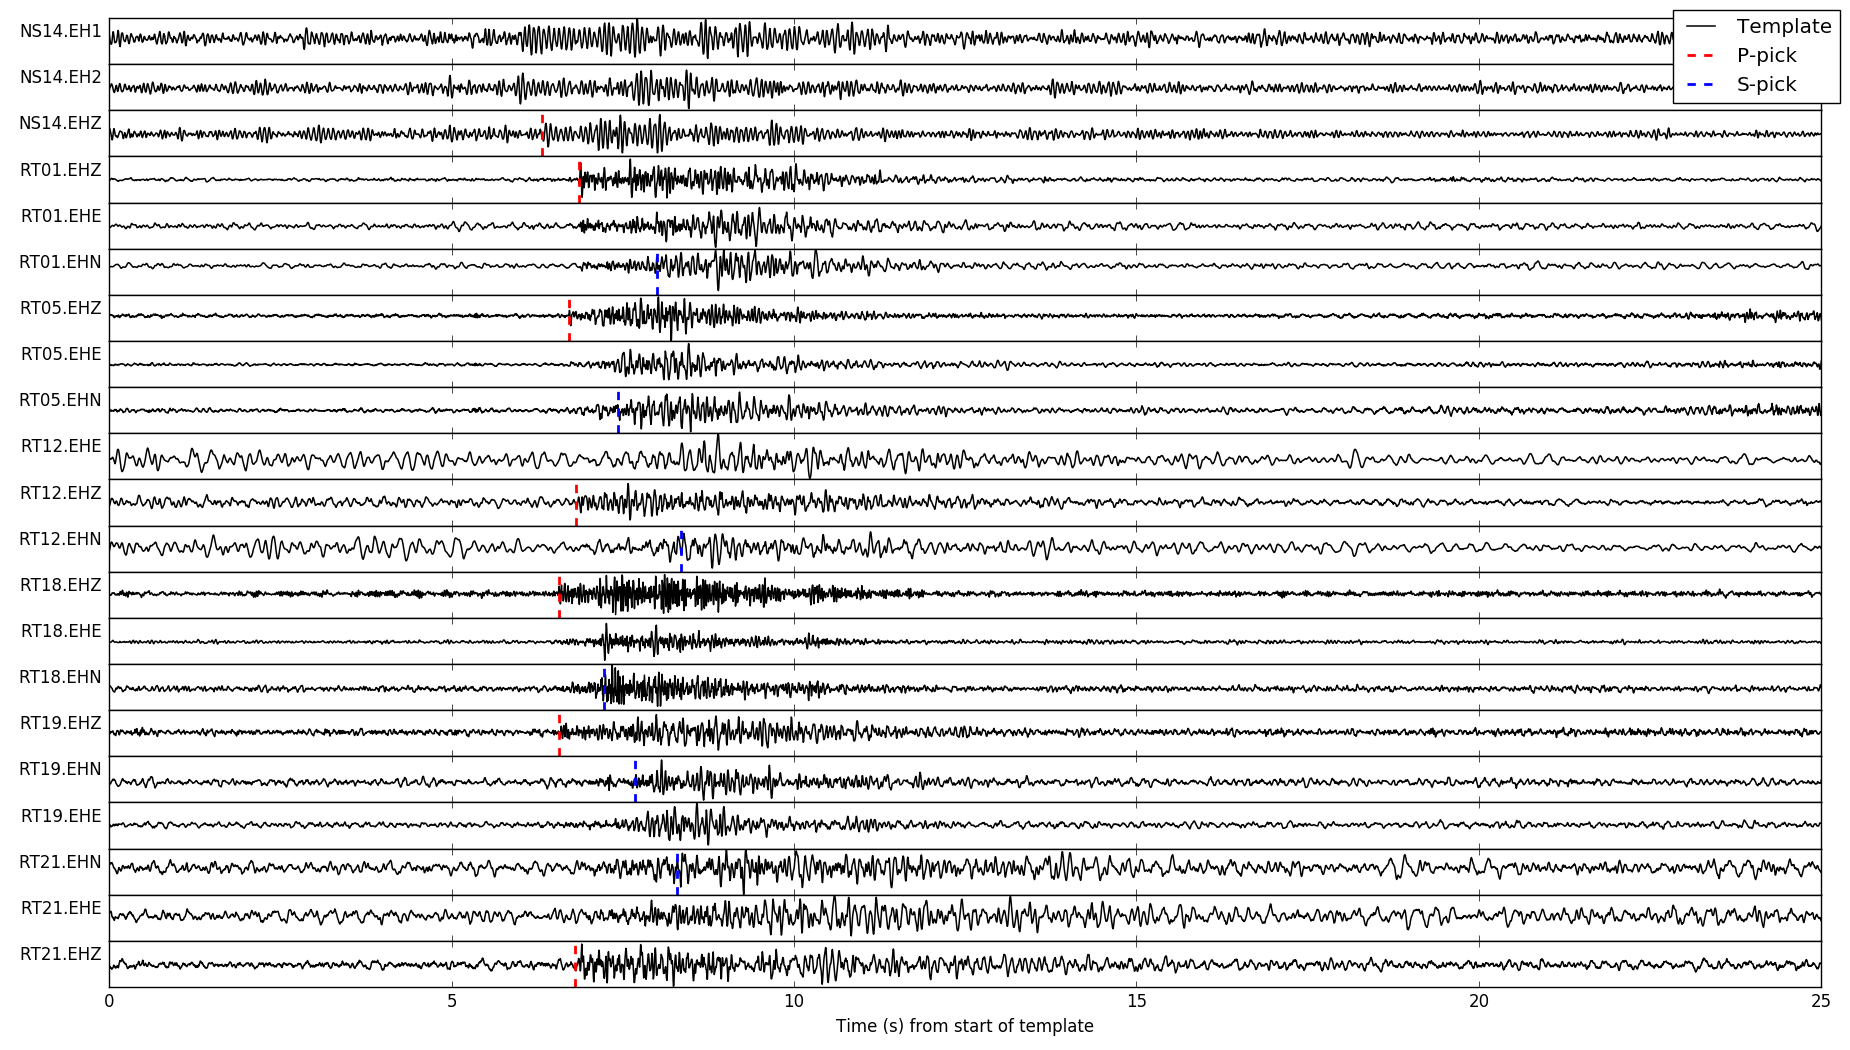 NS14.EH1
NS14.EH2
NS14.EHZ
RT01.EHZ
RT01.EHE
RT01.EHN
RT05.EHZ
RT05.EHE
RT05.EHN
RT12.EHE
RT12.EHZ
RT12.EHN
RT18.EHZ
RT18.EHE
RT18.EHN
RT19.EHZ
RT19.EHN
RT19.EHE
RT21.EHN
RT21.EHE
RT21.EHZ
Template
P-pick
S-pick
0 5 10 15 20 25
Time (s) from start of template